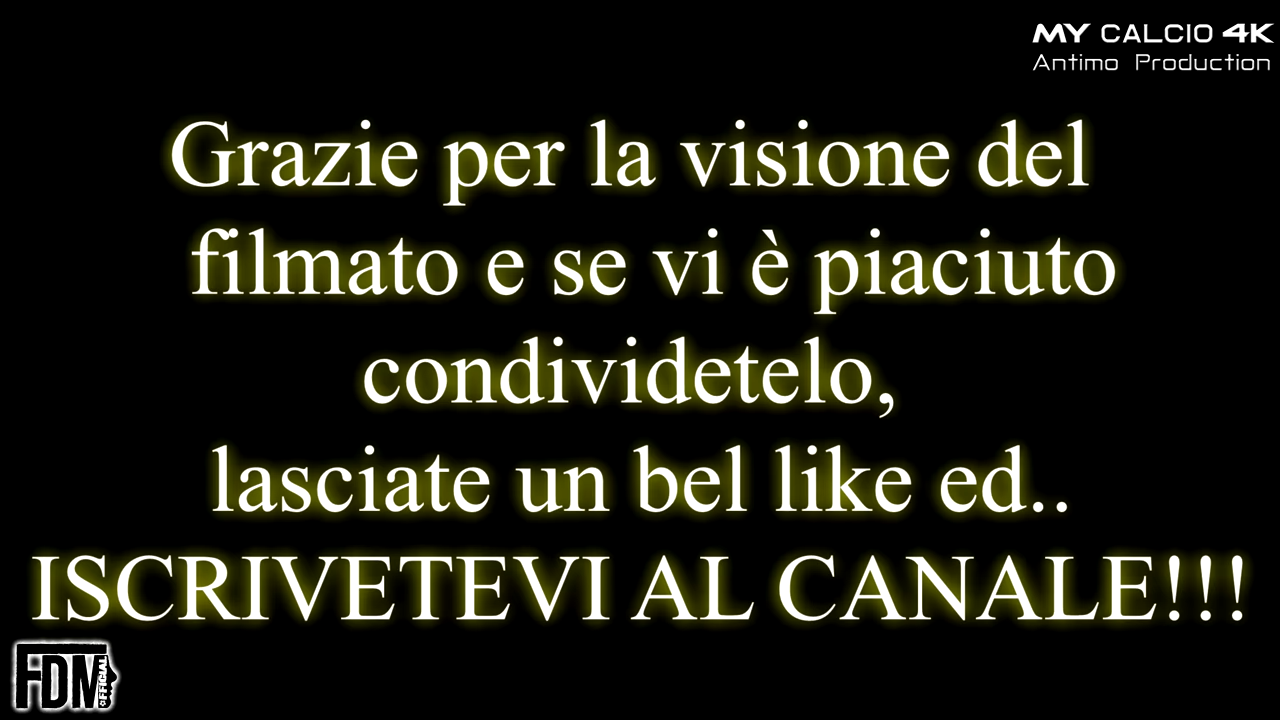 MY CALCIO 4K
Antimo Production
Grazie per la visione del
filmato e se vi è piaciuto
condividetelo,
lasciate un bel like ed..
ISCRIVETEVI AL CANALE!!!
FDM
OFFICIAL